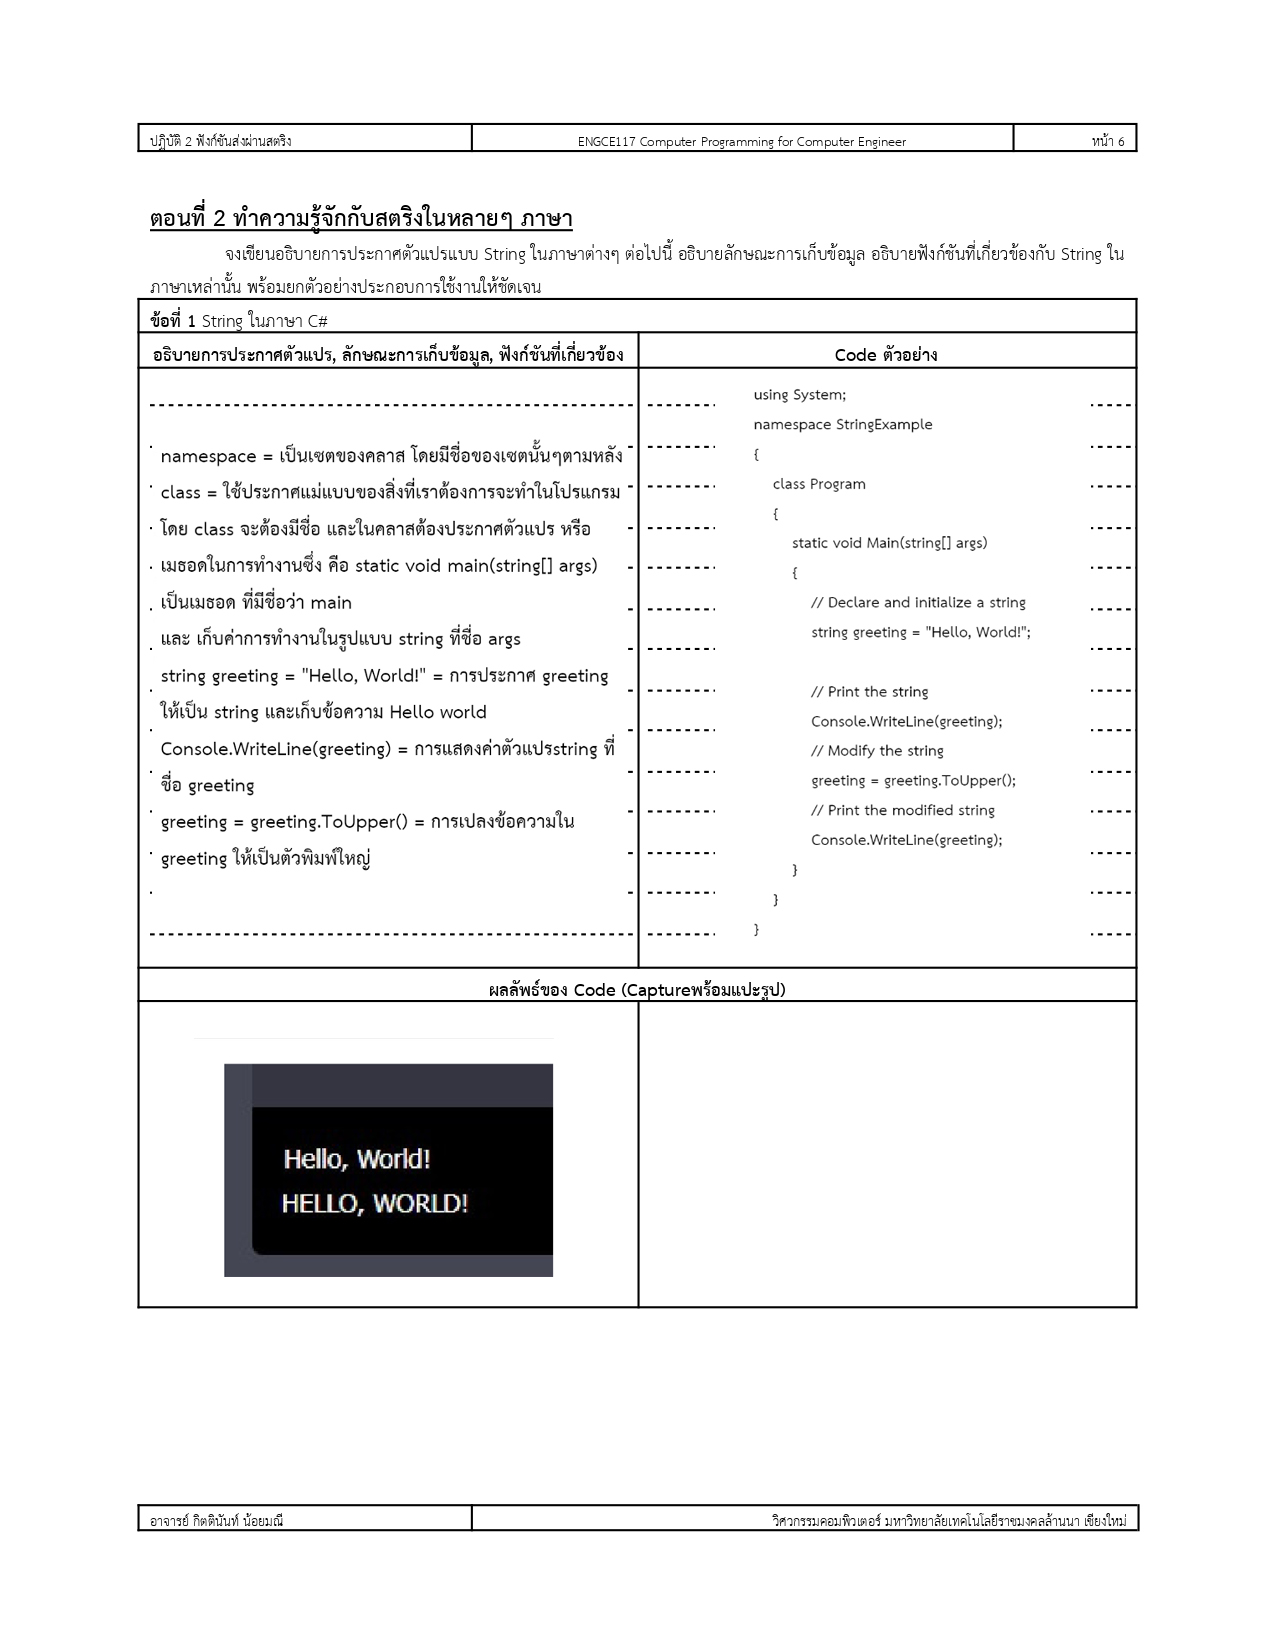 ปฏิบัติ 2 ฟังก์ชันส่งผ่านสตริง
ENGCE117 Computer Programming for Computer Engineer
หน้า 6
ตอนที่ 2 ทำความรู้จักกับสตริงในหลายๆ ภาษา
จงเขียนอธิบายการประกาศตัวแปรแบบ String ในภาษาต่างๆ ต่อไปนี้ อธิบายลักษณะการเก็บข้อมูล อธิบายฟังก์ชันที่เกี่ยวข้องกับ String ใน
ภาษาเหล่านั้น พร้อมยกตัวอย่างประกอบการใช้งานให้ชัดเจน
ข้อที่ 1 String ในภาษา C#
อธิบายการประกาศตัวแปร, ลักษณะการเก็บข้อมูล, ฟังก์ชันที่เกี่ยวข้อง
Code ตัวอย่าง
namespace = เป็นเซตของคลาส โดยมีชื่อของเซตนั้นๆตามหลัง
class = ใช้ประกาศแม่แบบของสิ่งที่เราต้องการจะทำในโปรแกรม
โดย class จะต้องมีชื่อ และในคลาสต้องประกาศตัวแปร หรือ
เมธอดในการทำงานซึ่ง คือ static void main(string[] args)
เป็นเมธอด ที่มีชื่อว่า main
และ เก็บค่าการทำงานในรูปแบบ string ที่ชื่อ args
string greeting = "Hello, World!" = การประกาศ greeting
ให้เป็น string และเก็บข้อความ Hello world
Console.WriteLine(greeting) = การแสดงค่าตัวแปรstring ที่
ชื่อ greeting
greeting = greeting.ToUpper() = การเปลงข้อความใน
greeting ให้เป็นตัวพิมพ์ใหญ่
using System;
namespace StringExample
{
class Program
{
static void Main(string[] args)
{
// Declare and initialize a string
string greeting = "Hello, World!";
// Print the string
Console.WriteLine(greeting);
// Modify the string
greeting = greeting.ToUpper();
// Print the modified string
Console.WriteLine(greeting);
}
}
}
ผลลัพธ์ของ Code (Captureพร้อมแปะรูป)
Hello, World!
HELLO, WORLD!
อาจารย์ กิตตินันท์ น้อยมณี
วิศวกรรมคอมพิวเตอร์ มหาวิทยาลัยเทคโนโลยีราชมงคลล้านนา เชียงใหม่